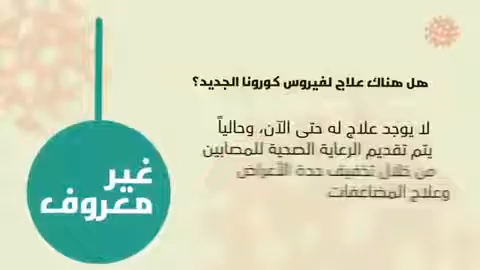 هل هناك علاج لفيروس كورونا الجديد؟
لا يوجد علاج له حتى الآن، وحالياً
يتم تقديم الرعاية الصحية للمصابين
من خلال تخفيف حدة الأعراض
وعلاج المضاعفات
غير
معروف